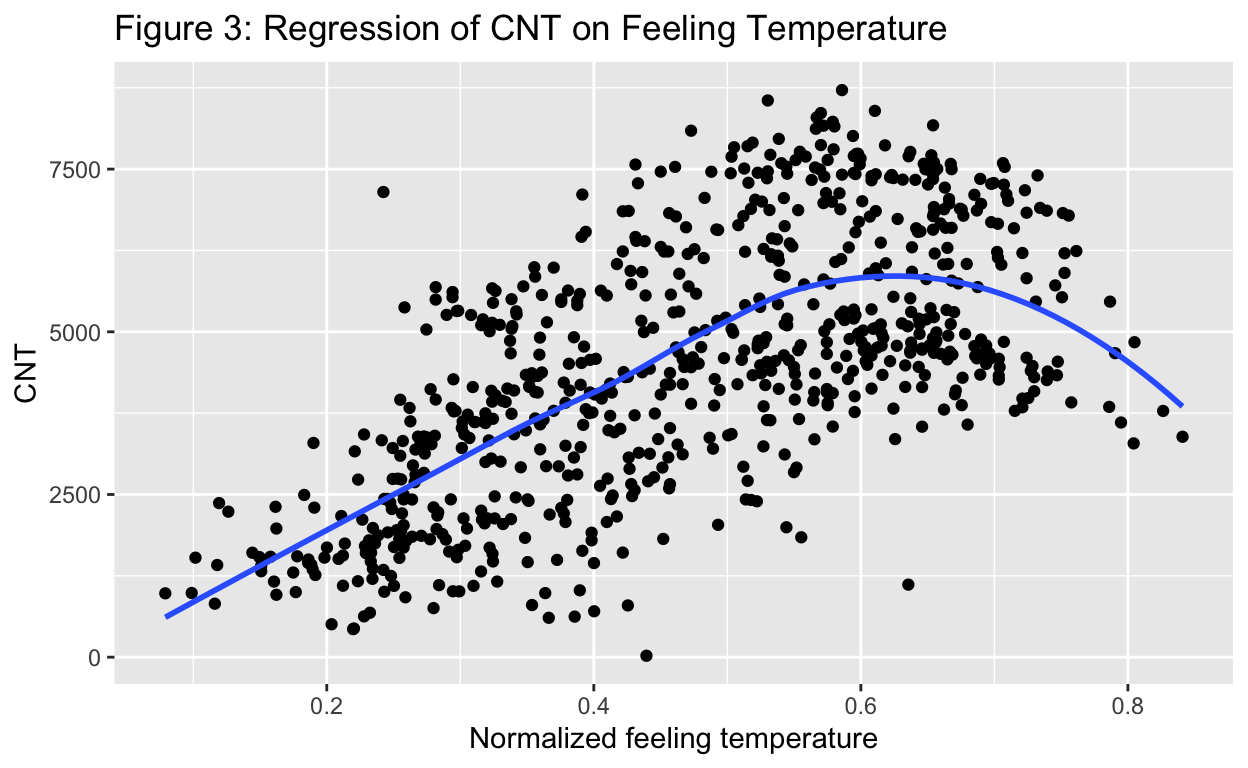 Figure 3: Regression of CNT on Feeling Temperature
7500
5000
2500
0
CNT
0.2
0.4
0.6
0.8
Normalized feeling temperature